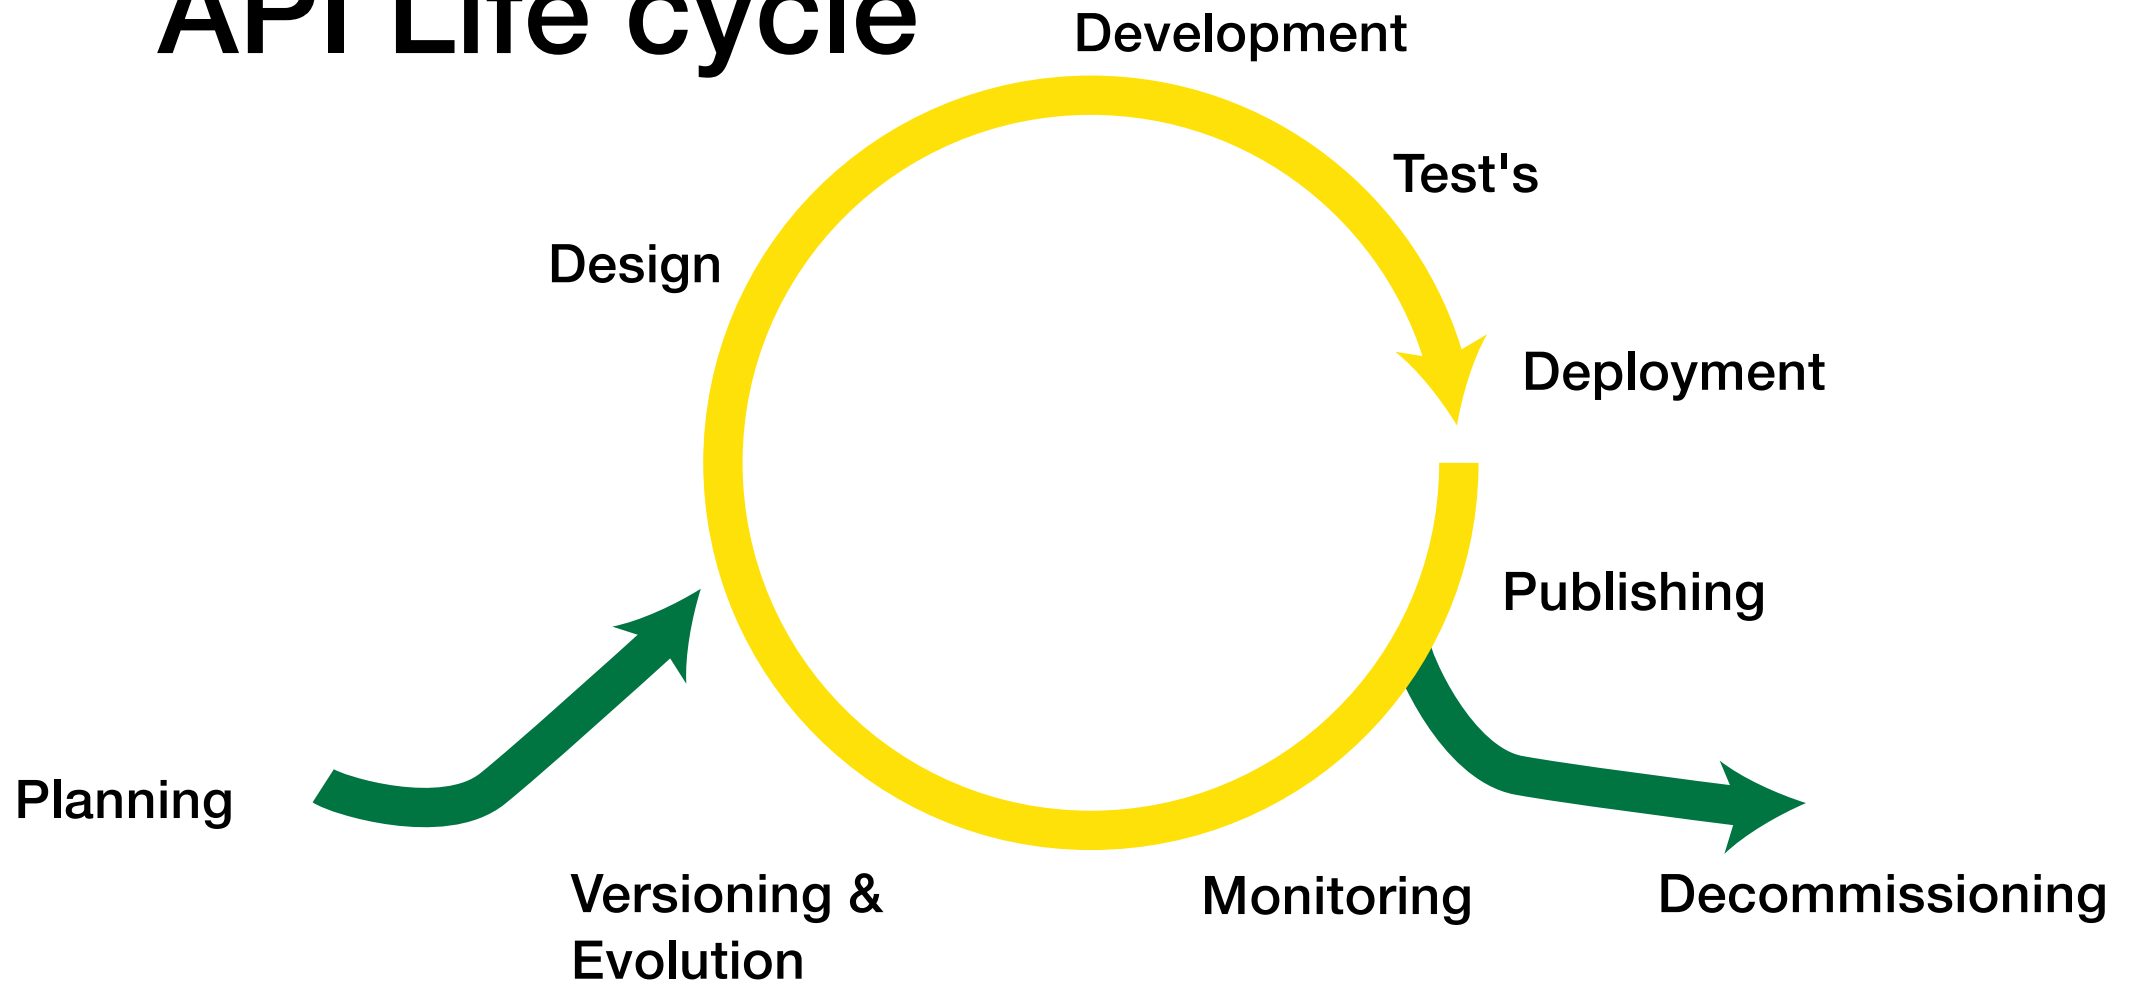 API Life cycle
Development
Test's
Design
Deployment
Publishing
Planning
Versioning &
Evolution
Monitoring
Decommissioning